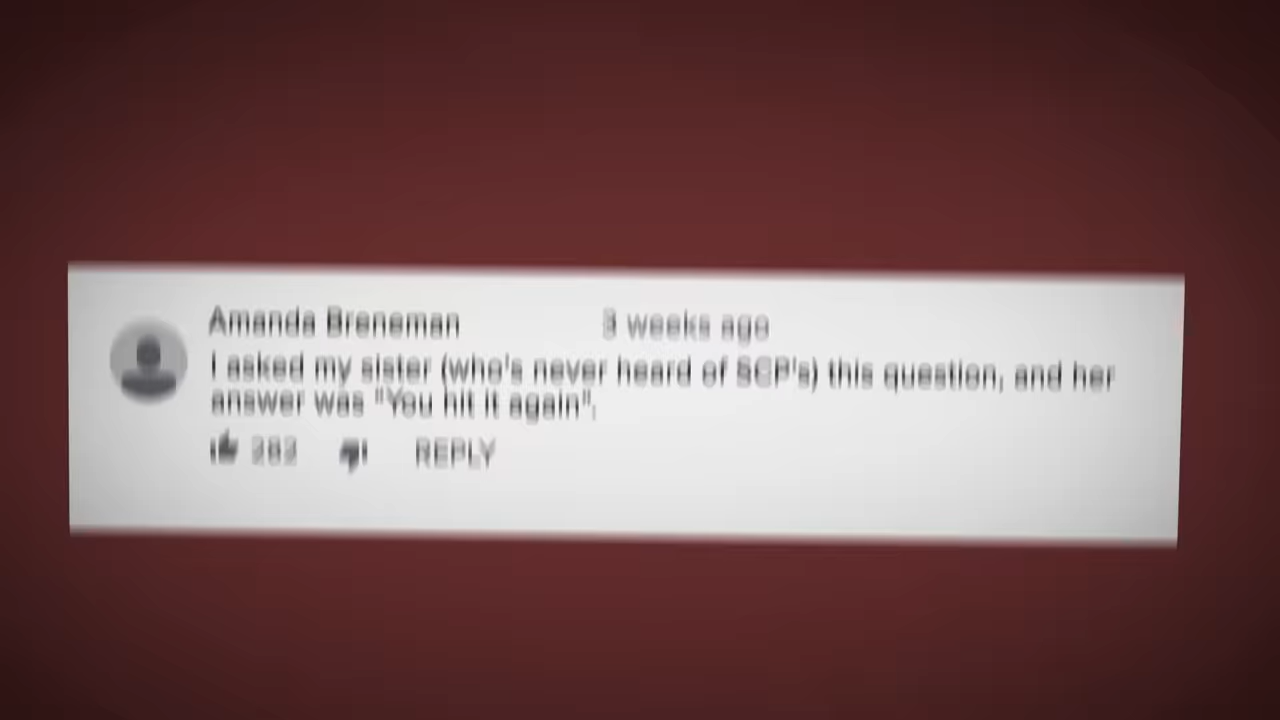 Amanda Breneman 3 weeks ago
I asked my sister (who's never heard of SCP's) this question, and her
answer was "You hit it again".
REPLY